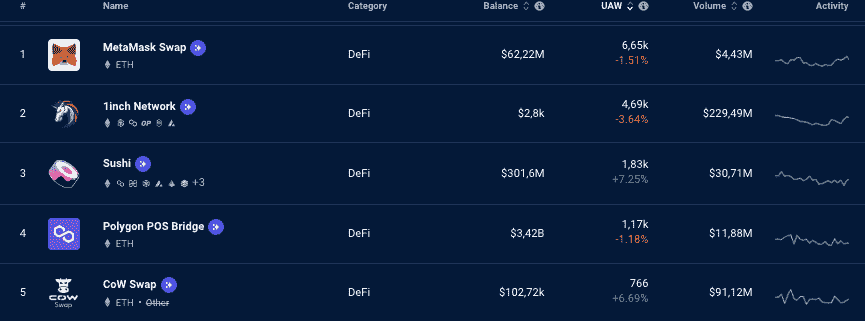 # Name Category Balance UAW Volume Activity
MetaMask Swap
6,65k
1 DeFi $62,22M $4,43M
ETH
-1.51%
1inch Network
4,69k
2 DeFi $2,8k $229,49M
OP
-3.64%
Sushi
1,83k
3 DeFi $301,6M $30,71M
+3
+7.25%
Polygon POS Bridge
1,17k
4 DeFi $3,42B $11,88M
ETH
-1.18%
CoW Swap
766
5 DeFi $102,72k $91,12M
COW
Swap
ETH • Other
+6.69%